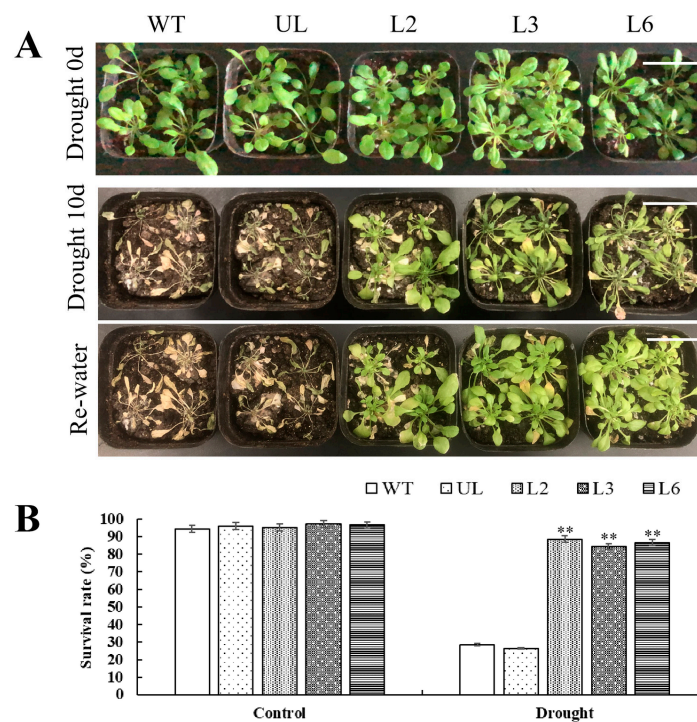 A
WT UL L2 L3 L6
Drought 0d
Drought 10d
Re-water
B
WT UL L2 L3 L6
Survival rate (%)
100
90
80
70
60
50
40
30
20
10
0
** ** **
Control Drought